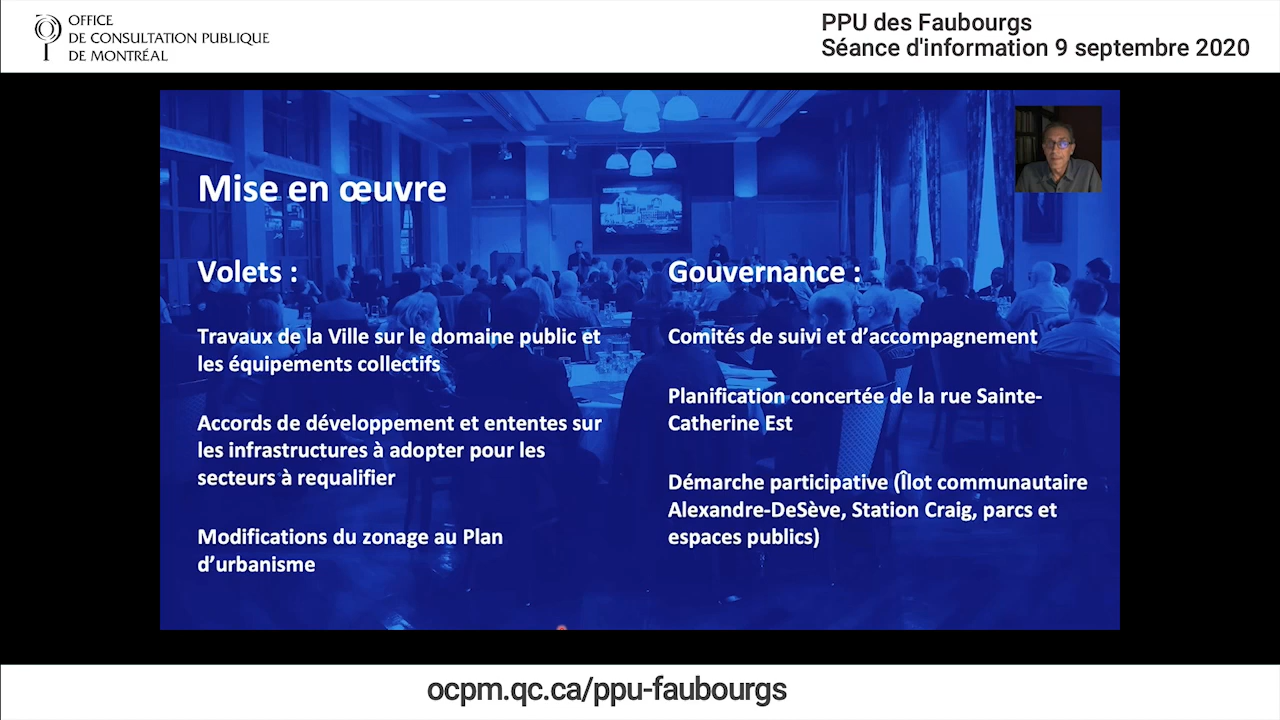 OFFICE
DE CONSULTATION PUBLIQUE
DE MONTRÉAL
PPU des Faubourgs
Séance d'information 9 septembre 2020
Mise en œuvre
Volets :
Travaux de la Ville sur le domaine public et
les équipements collectifs
Accords de développement et ententes sur
les infrastructures à adopter pour les
secteurs à requalifier
Modifications du zonage au Plan
d’urbanisme
Gouvernance :
Comités de suivi et d’accompagnement
Planification concertée de la rue Sainte-
Catherine Est
Démarche participative (Îlot communautaire
Alexandre-DeSève, Station Craig, parcs et
espaces publics)
ocpm.qc.ca/ppu-faubourgs